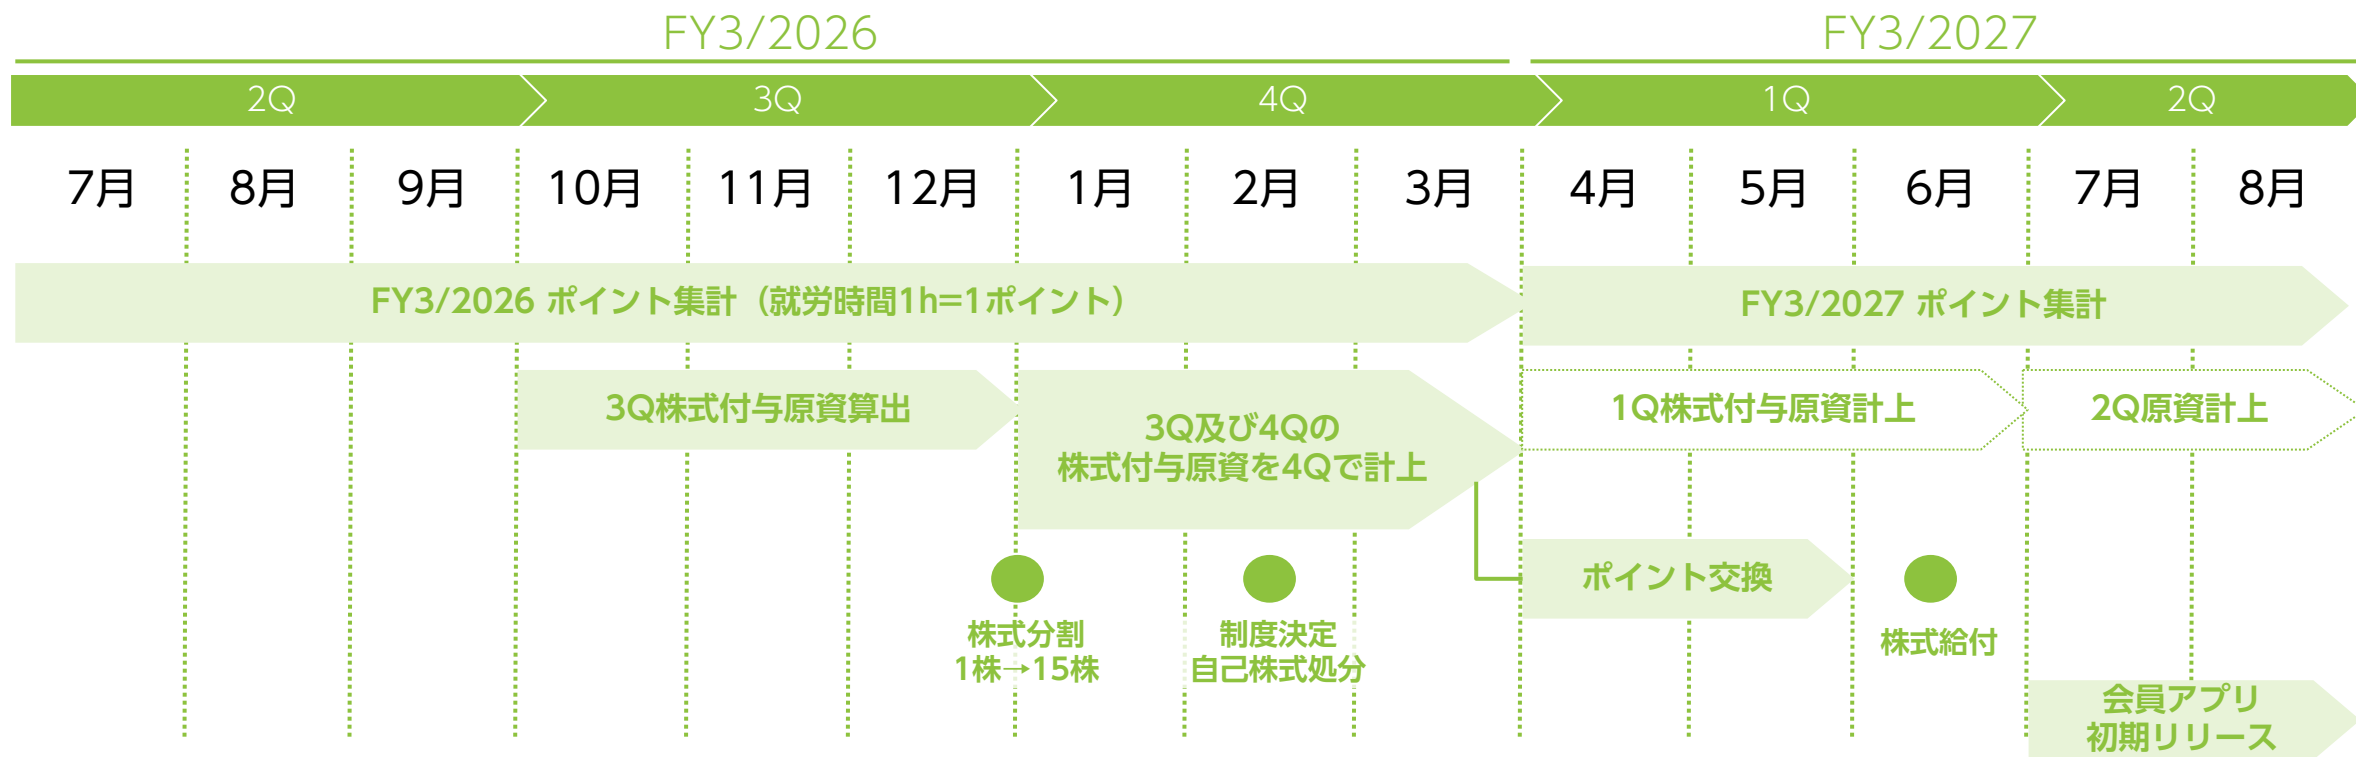 FY3/2026
FY3/2027
2Q
3Q
4Q
1Q
2Q
7月
8月
9月
10月
11月
12月
1月
2月
3月
4月
5月
6月
7月
8月
FY3/2026 ポイント集計（就労時間1h=1ポイント）
FY3/2027 ポイント集計
3Q株式付与原資算出
3Q及び4Qの
株式付与原資を4Qで計上
1Q株式付与原資計上
2Q原資計上
ポイント交換
株式分割
1株→15株
制度決定
自己株式処分
株式給付
会員アプリ
初期リリース